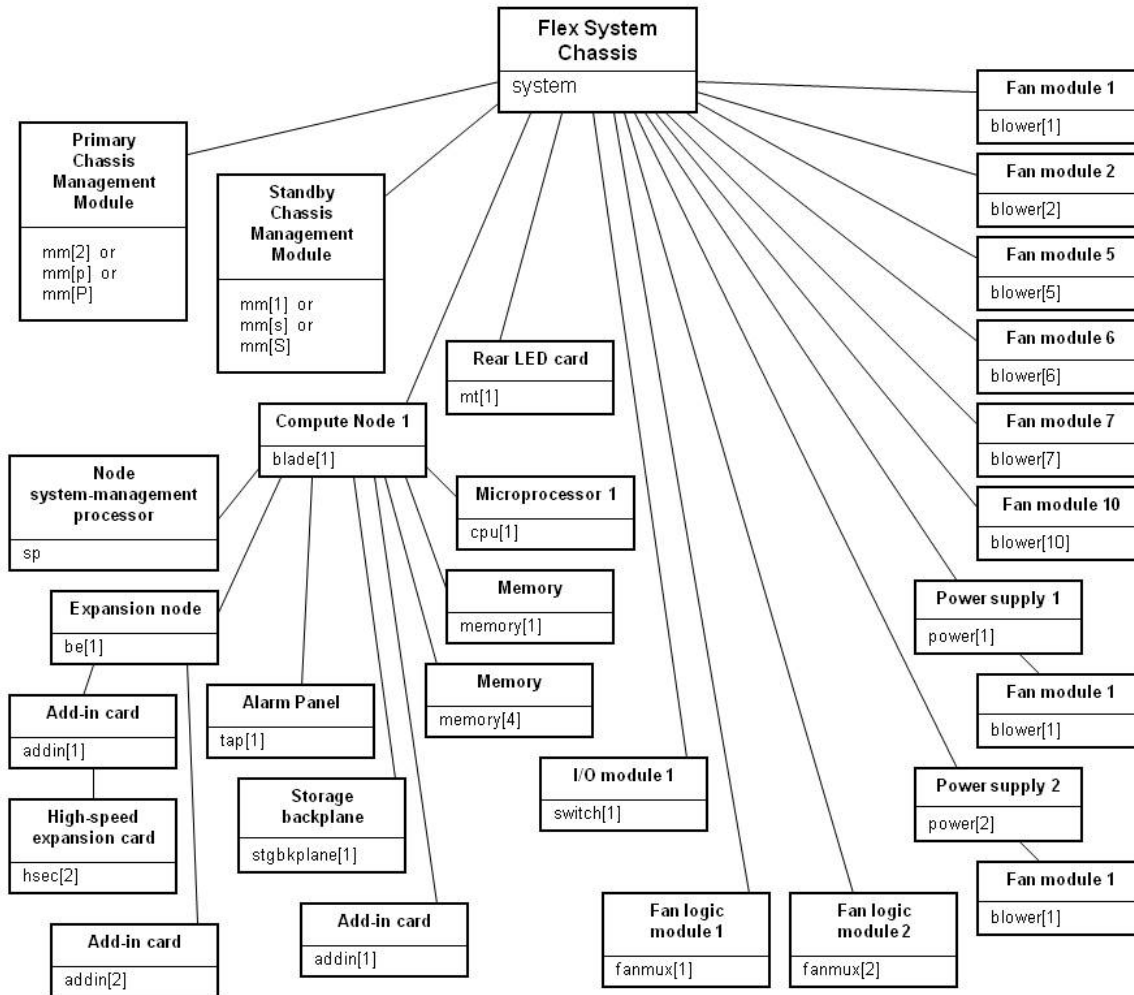 Flex System
Chassis
system
Primary
Chassis
Management
Module
mm[2] or
mm[p] or
mm[P]
Standby
Chassis
Management
Module
mm[1] or
mm[s] or
mm[S]
Fan module 1
blower[1]
Fan module 2
blower[2]
Fan module 5
blower[5]
Fan module 6
blower[6]
Fan module 7
blower[7]
Fan module 10
blower[10]
Rear LED card
mt[1]
Compute Node 1
blade[1]
Node
system-management
processor
sp
Microprocessor 1
cpu[1]
Memory
memory[1]
Memory
memory[4]
Expansion node
be[1]
Add-in card
addin[1]
High-speed
expansion card
hsec[2]
Add-in card
addin[2]
Alarm Panel
tap[1]
Storage
backplane
stgbkplane[1]
Add-in card
addin[1]
I/O module 1
switch[1]
Fan logic
module 1
fanmux[1]
Fan logic
module 2
fanmux[2]
Power supply 1
power[1]
Fan module 1
blower[1]
Power supply 2
power[2]
Fan module 1
blower[1]